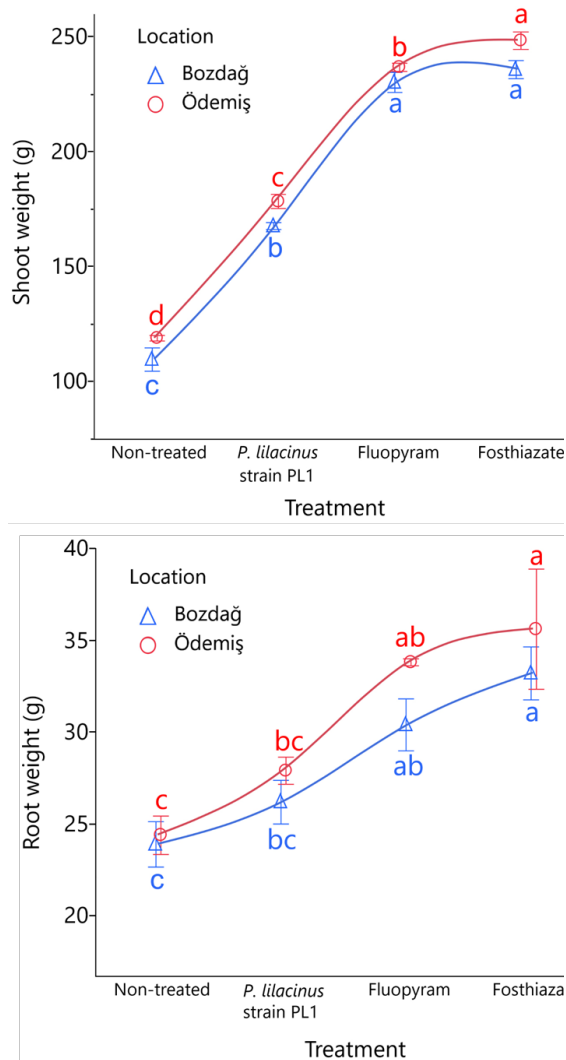 250
200
150
100
Shoot weight (g)
Location
Bozdağ
Ödemiş
d
c
b
a
c
b
a
a
Non-treated
P. lilacinus
strain PL1
Fluopyram
Fosthiazate
Treatment
40
35
30
25
20
Root weight (g)
Location
Bozdağ
Ödemiş
c
bc
ab
a
c
bc
ab
a
Non-treated
P. lilacinus
strain PL1
Fluopyram
Fosthiaza
Treatment